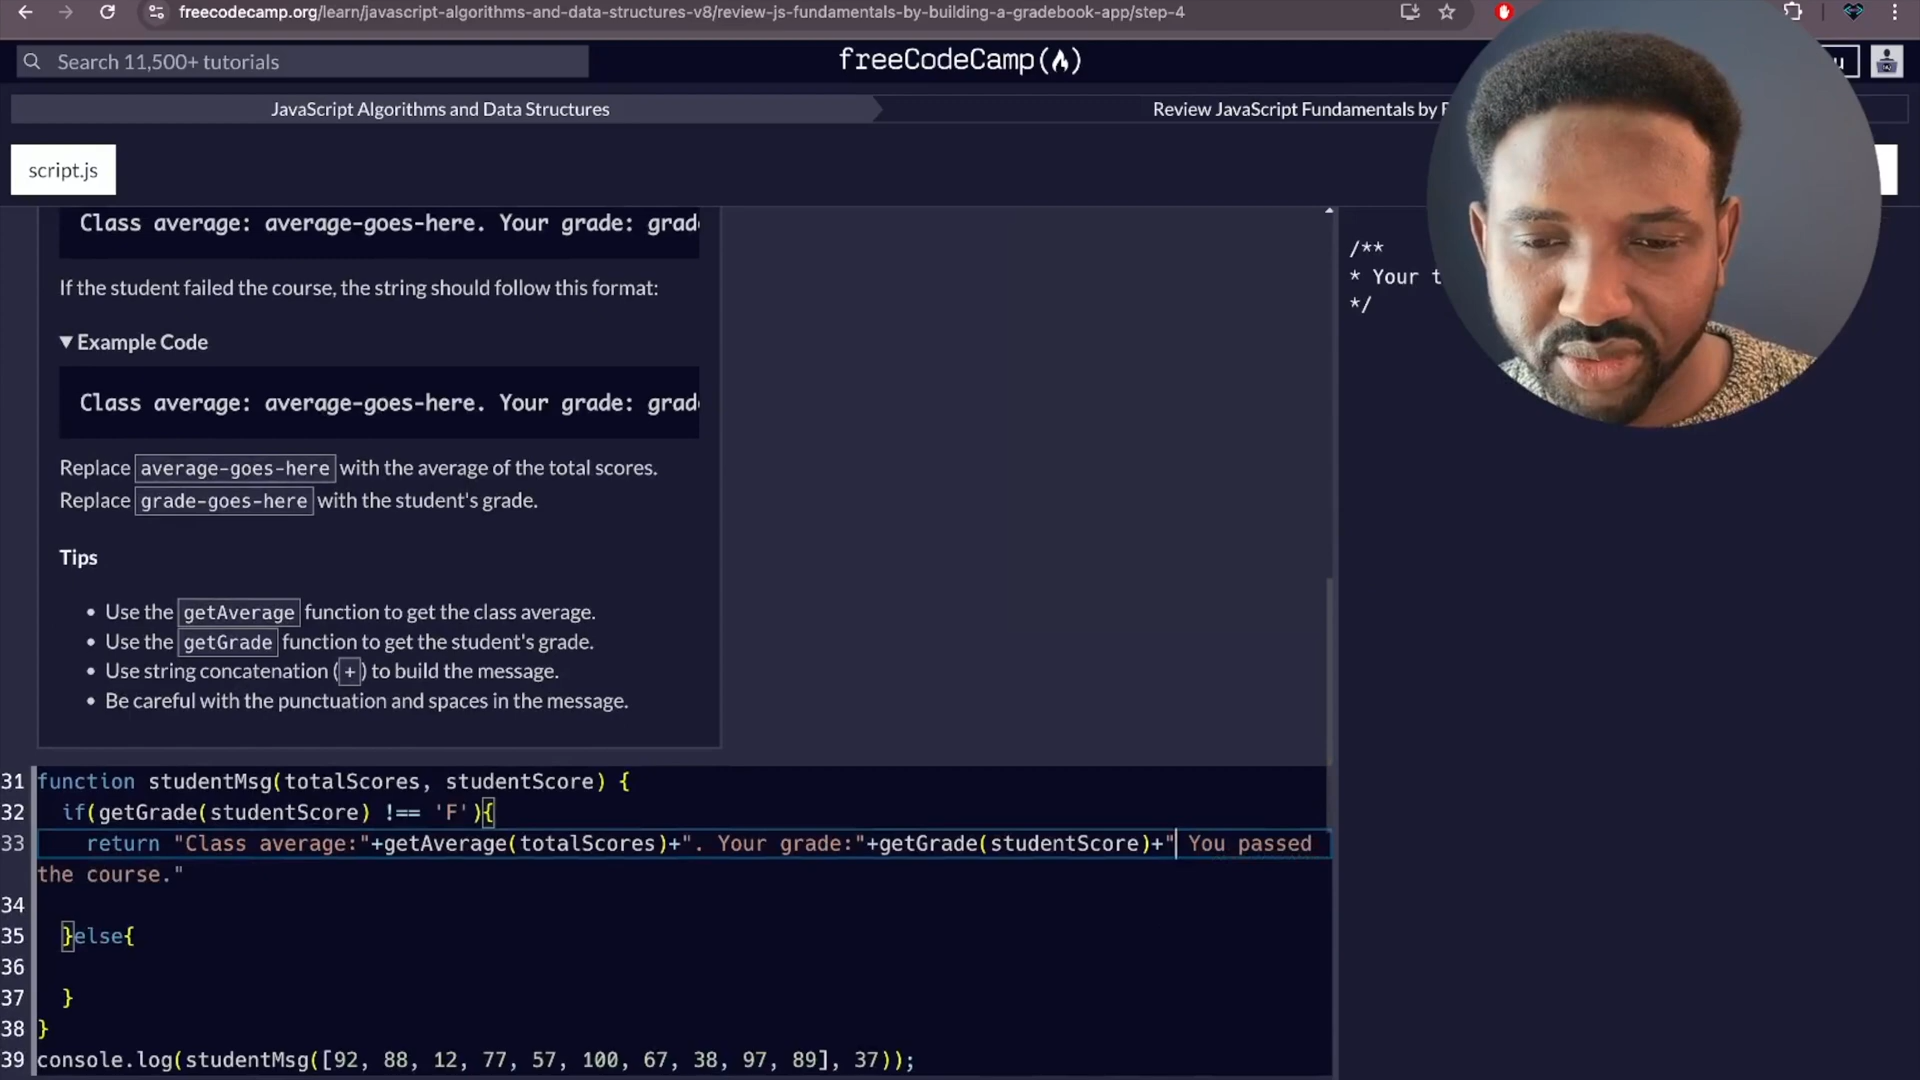 freecodecamp.org/learn/javascript-algorithms-and-data-structures-v8/review-js-fundamentals-by-building-a-gradebook-app/step-4
Search 11,500+ tutorials
freeCodeCamp(🔥)
u
JavaScript Algorithms and Data Structures
Review JavaScript Fundamentals by
script.js
Class average: average-goes-here. Your grade: grad
If the student failed the course, the string should follow this format:
▼ Example Code
Class average: average-goes-here. Your grade: grad
Replace average-goes-here with the average of the total scores.
Replace grade-goes-here with the student's grade.
Tips
• Use the getAverage function to get the class average.
• Use the getGrade function to get the student's grade.
• Use string concatenation (+) to build the message.
• Be careful with the punctuation and spaces in the message.
31 function studentMsg(totalScores, studentScore) {
32 if(getGrade(studentScore) !== 'F'){
33 return "Class average:"+getAverage(totalScores)+". Your grade:"+getGrade(studentScore)+" You passed
the course."
34
35 }else{
36
37 }
38 }
39 console.log(studentMsg([92, 88, 12, 77, 57, 100, 67, 38, 97, 89], 37));
/**
* Your t
*/